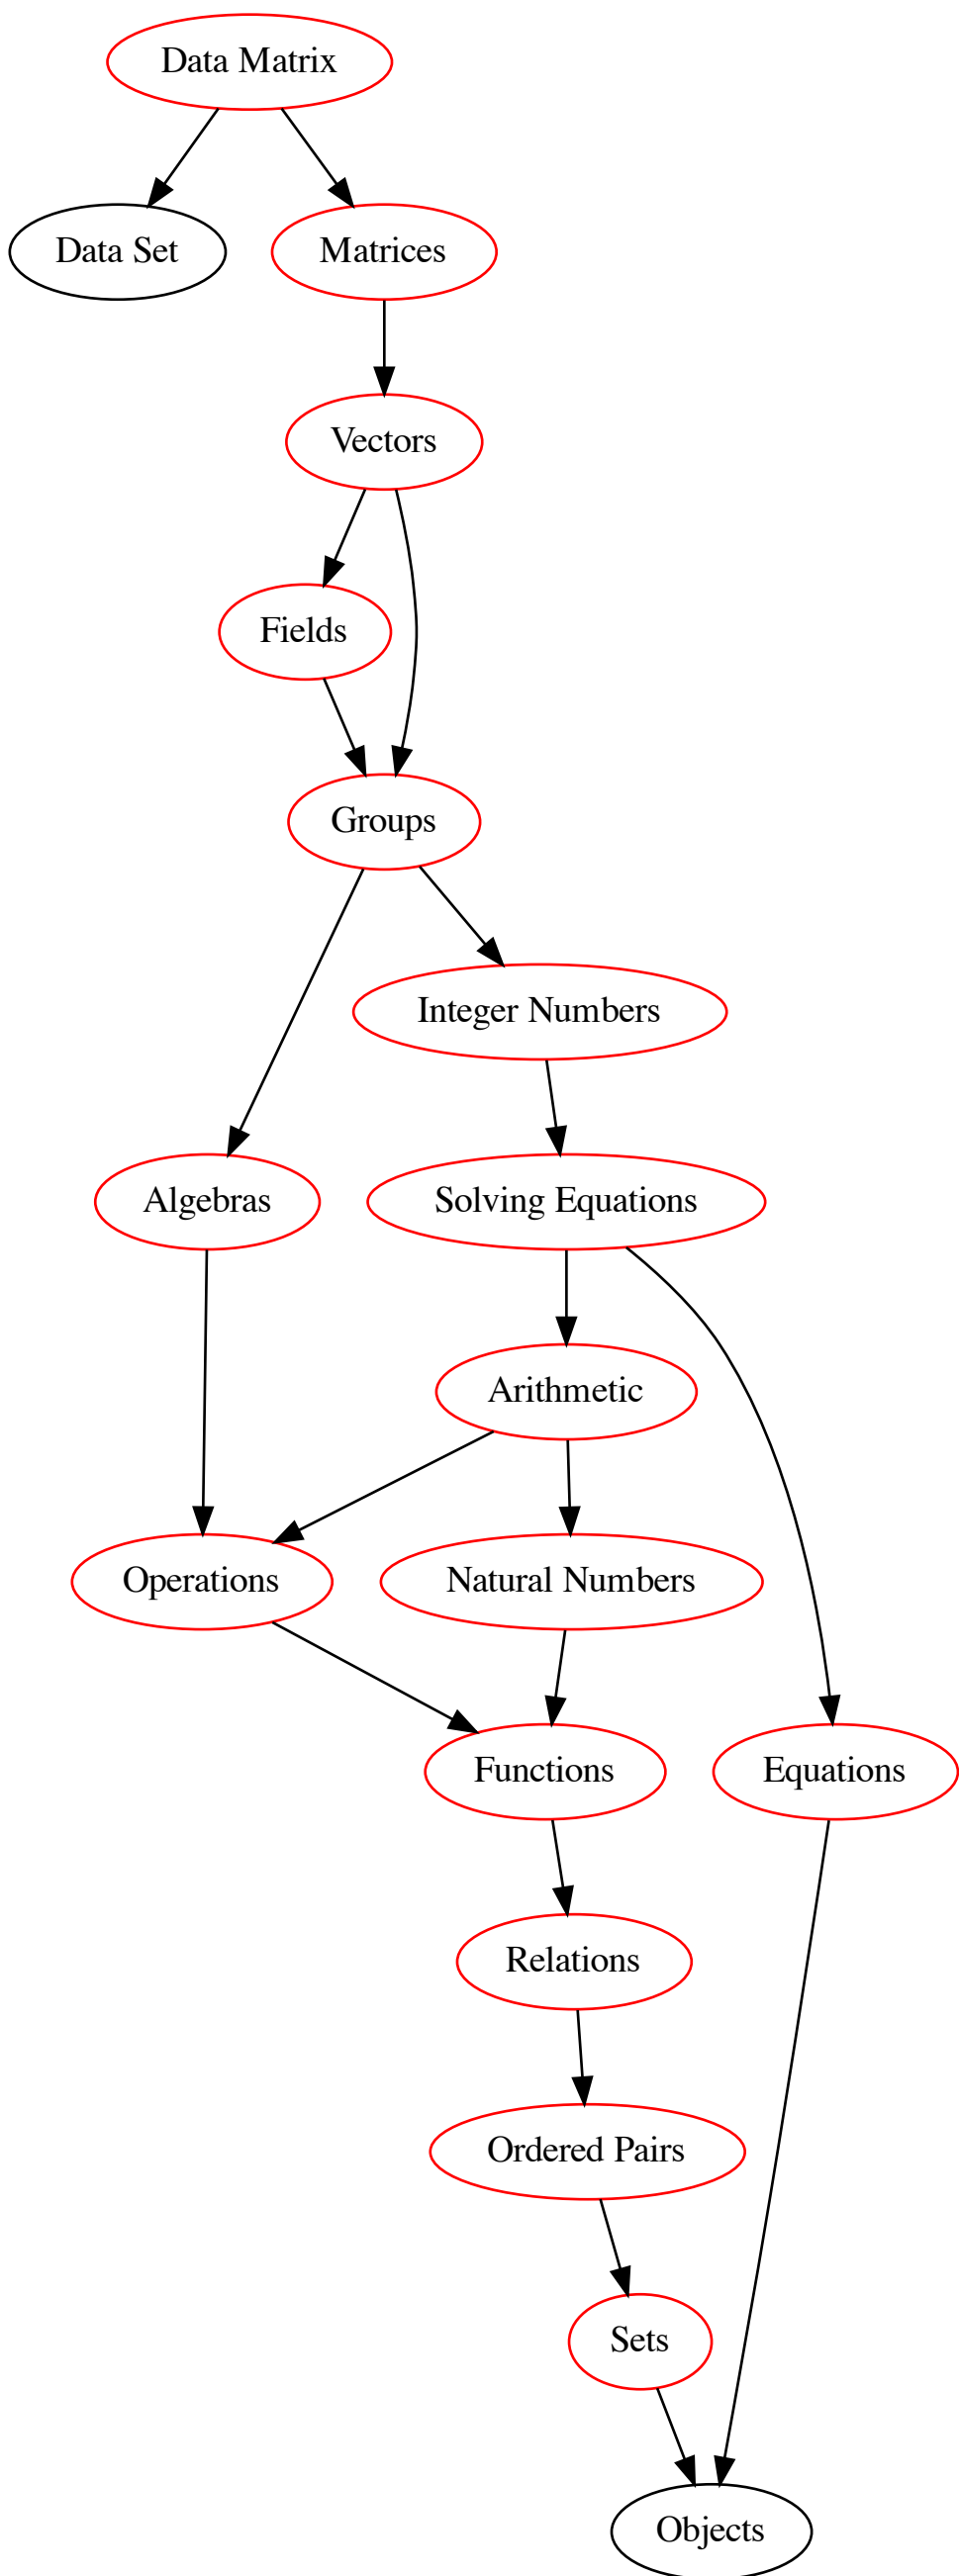 Data Matrix
Data Set
Matrices
Vectors
Fields
Groups
Integer Numbers
Algebras
Solving Equations
Arithmetic
Operations
Natural Numbers
Functions
Equations
Relations
Ordered Pairs
Sets
Objects